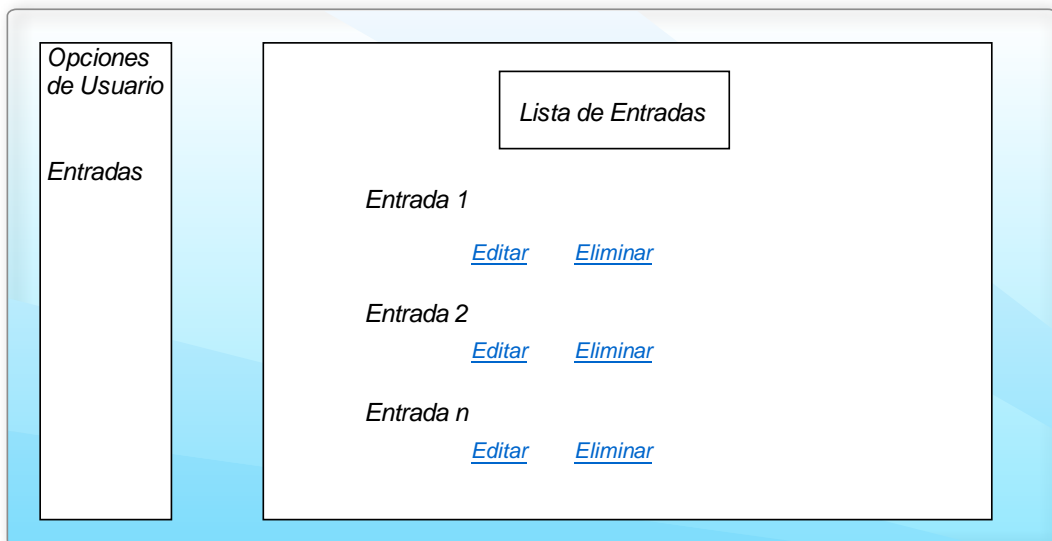 Opciones
de Usuario
Entradas
Lista de Entradas
Entrada 1
Editar Eliminar
Entrada 2
Editar Eliminar
Entrada n
Editar Eliminar